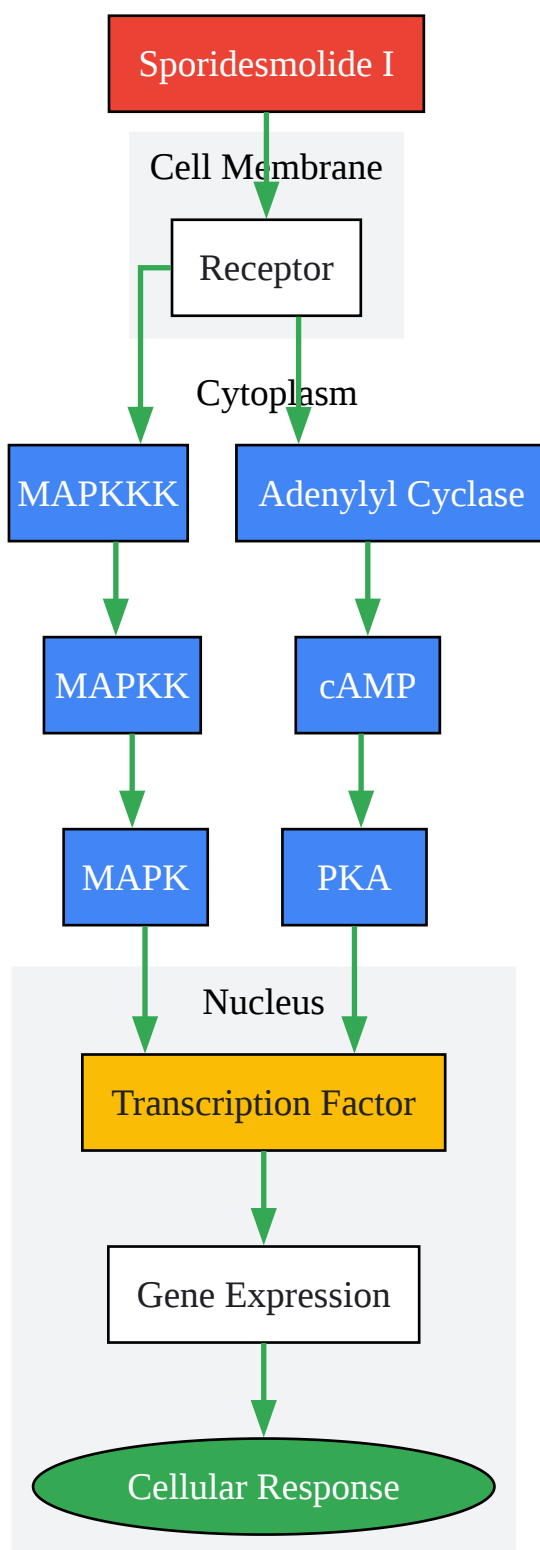 Sporidesmolide I
Cell Membrane
Receptor
Cytoplasm
MAPKKK
Adenylyl Cyclase
MAPKK
cAMP
MAPK
PKA
Nucleus
Transcription Factor
Gene Expression
Cellular Response